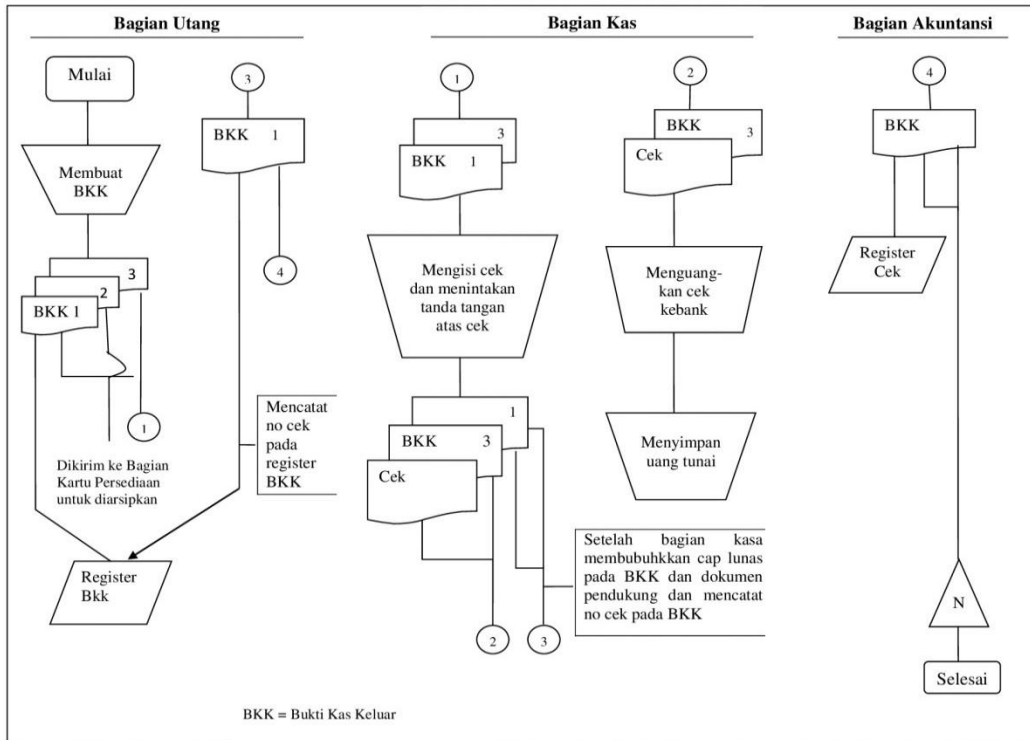 Bagian Utang
Mulai
Membuat
BKK
3
2
BKK 1
1
Dikirim ke Bagian
Kartu Persediaan
untuk diarsipkan
Register
Bkk
3
BKK 1
4
Mencatat
no cek
pada
register
BKK
Bagian Kas
1
3
BKK 1
Mengisi cek
dan menintakan
tanda tangan
atas cek
1
BKK 3
Cek
2
3
Setelah bagian kasa
membubuhkkan cap lunas
pada BKK dan dokumen
pendukung dan mencatat
no cek pada BKK
2
BKK 3
Cek
Menguang-
kan cek
kebank
Menyimpan
uang tunai
Bagian Akuntansi
4
BKK
Register
Cek
N
Selesai
BKK = Bukti Kas Keluar